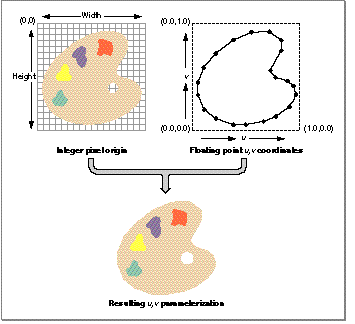 (0,0)
Width
(0.0,1.0)
Height
v
(0.0,0.0)
(1.0,0.0)
u
Integer pixel origin
Floating point u, v coordinates
Resulting u, v parameterization